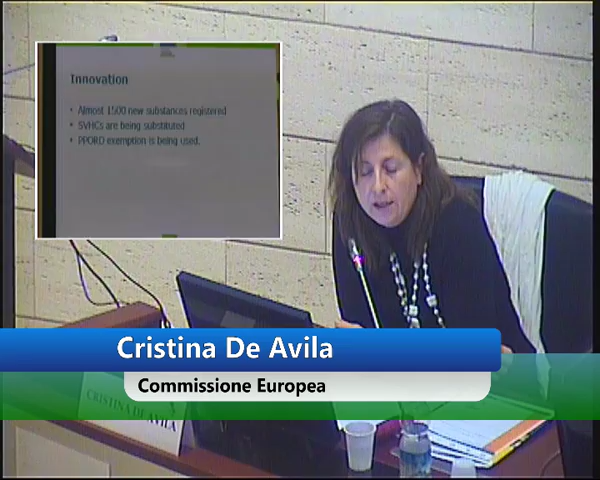 Innovation
• Almost 1500 new substances registered
• SVHCs are being substituted
• PPORD exemption is being used.
Cristina De Avila
Commissione Europea
CRISTINA DE AVILA